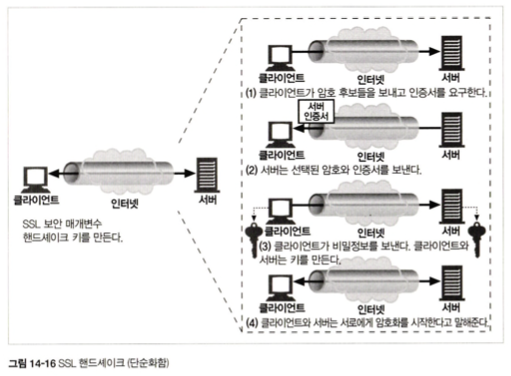 클라이언트
인터넷
서버
SSL 보안 매개변수
핸드셰이크 키를 만든다.
클라이언트
인터넷
서버
(1) 클라이언트가 암호 후보들을 보내고 인증서를 요구한다.
서버
인증서
클라이언트
인터넷
서버
(2) 서버는 선택된 암호와 인증서를 보낸다.
클라이언트
인터넷
서버
(3) 클라이언트가 비밀정보를 보낸다. 클라이언트와
서버는 키를 만든다.
클라이언트
인터넷
서버
(4) 클라이언트와 서버는 서로에게 암호화를 시작한다고 말해준다.
그림 14-16 SSL 핸드셰이크 (단순화함)